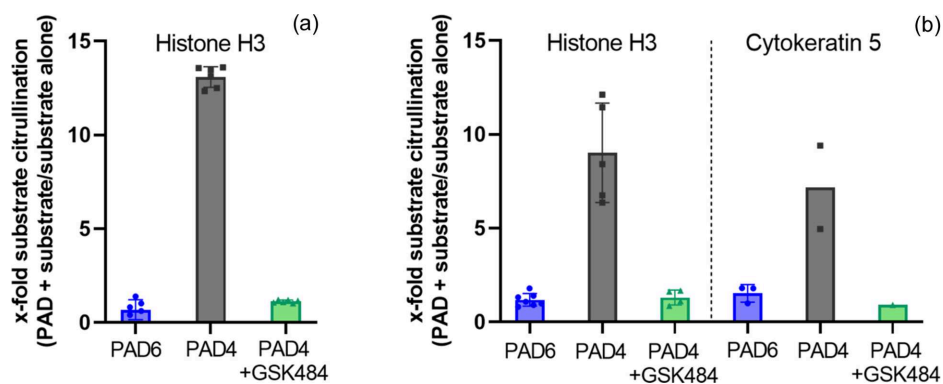 (a)
Histone H3
x-fold substrate citrullination
(PAD + substrate/substrate alone)
15
10
5
0
PAD6 PAD4 PAD4
+GSK484
(b)
Histone H3 Cytokeratin 5
x-fold substrate citrullination
(PAD + substrate/substrate alone)
15
10
5
0
PAD6 PAD4 PAD4 PAD6 PAD4 PAD4
+GSK484 +GSK484